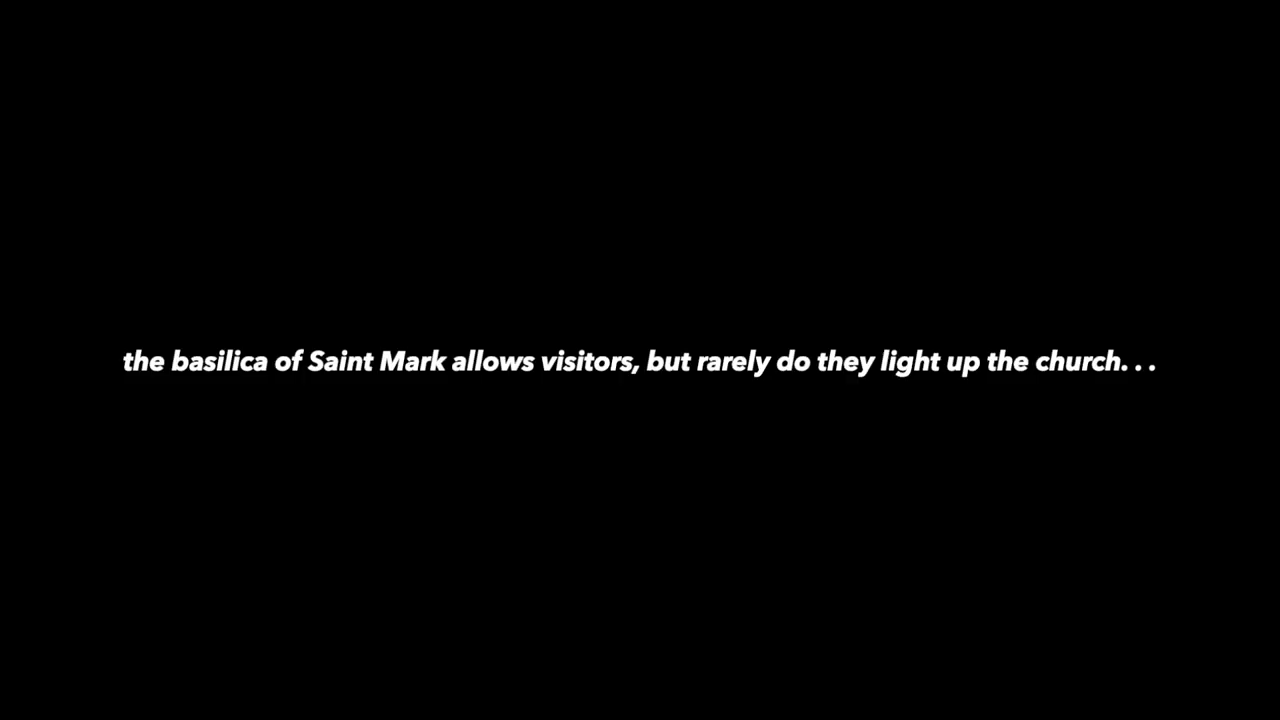 the basilica of Saint Mark allows visitors, but rarely do they light up the church. . .